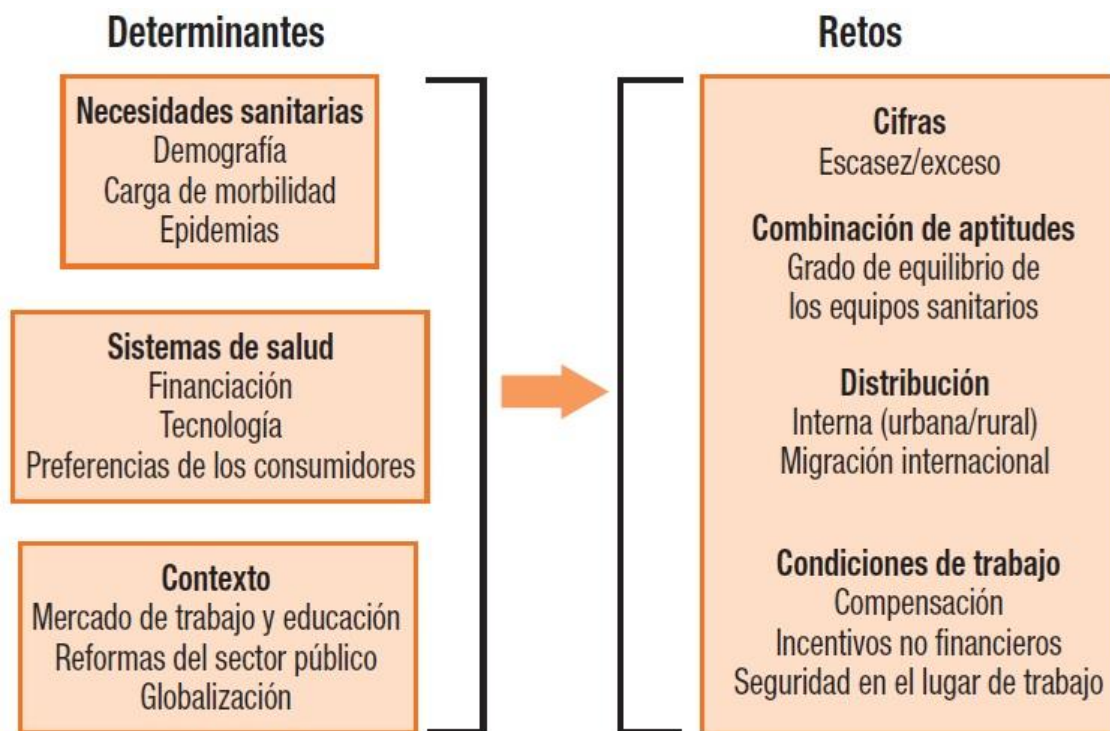 Determinantes
Necesidades sanitarias
Demografía
Carga de morbilidad
Epidemias
Sistemas de salud
Financiación
Tecnología
Preferencias de los consumidores
Contexto
Mercado de trabajo y educación
Reformas del sector público
Globalización
Retos
Cifras
Escasez/exceso
Combinación de aptitudes
Grado de equilibrio de
los equipos sanitarios
Distribución
Interna (urbana/rural)
Migración internacional
Condiciones de trabajo
Compensación
Incentivos no financieros
Seguridad en el lugar de trabajo